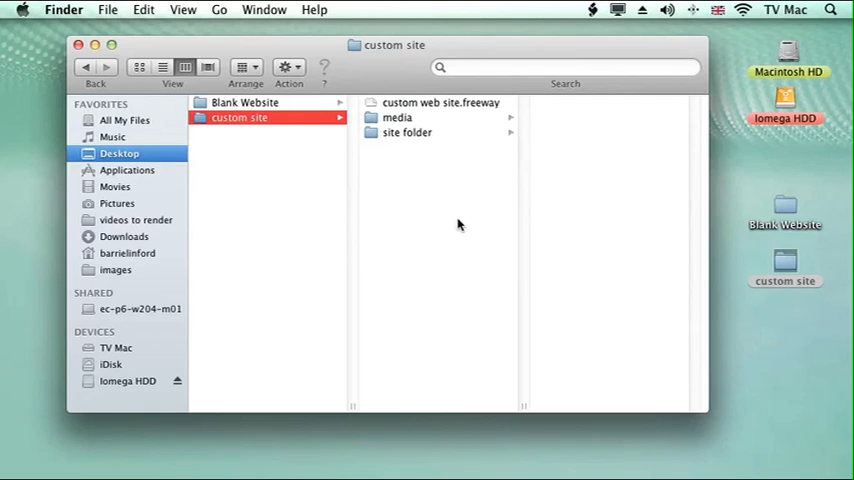 Finder File Edit View Go Window Help TV Mac
custom site
Back View Arrange Action ? Search
FAVORITES
All My Files
Music
Desktop
Applications
Movies
Pictures
videos to render
Downloads
barrielinford
images
SHARED
ec-p6-w204-m01
DEVICES
TV Mac
iDisk
Iomega HDD
Blank Website
custom site
custom web site.freeway
media
site folder
Macintosh HD
Iomega HDD
Blank Website
custom site